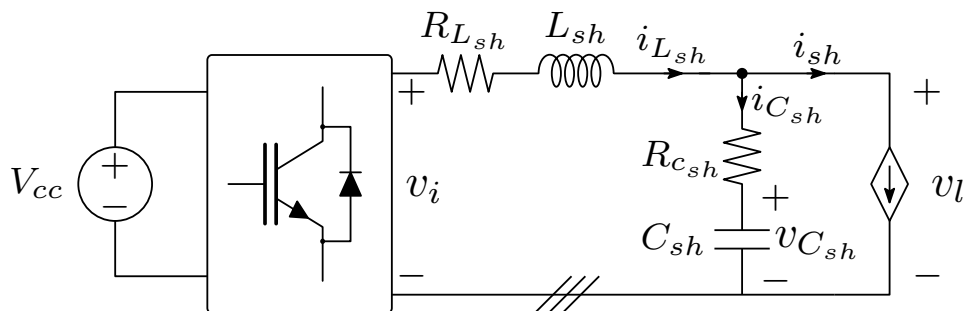 R_{L_{sh}}
L_{sh}
i_{L_{sh}}
i_{sh}
+
+
i_{C_{sh}}
V_{cc}
+
−
v_i
R_{c_{sh}}
v_l
+
C_{sh}
v_{C_{sh}}
−
−
−